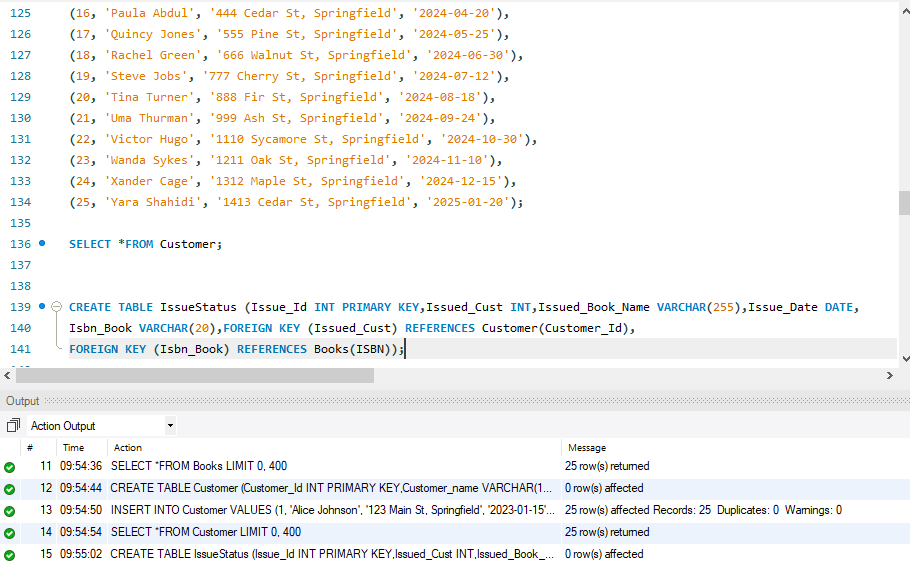 125 (16, 'Paula Abdul', '444 Cedar St, Springfield', '2024-04-20'),
126 (17, 'Quincy Jones', '555 Pine St, Springfield', '2024-05-25'),
127 (18, 'Rachel Green', '666 Walnut St, Springfield', '2024-06-30'),
128 (19, 'Steve Jobs', '777 Cherry St, Springfield', '2024-07-12'),
129 (20, 'Tina Turner', '888 Fir St, Springfield', '2024-08-18'),
130 (21, 'Uma Thurman', '999 Ash St, Springfield', '2024-09-24'),
131 (22, 'Victor Hugo', '1110 Sycamore St, Springfield', '2024-10-30'),
132 (23, 'Wanda Sykes', '1211 Oak St, Springfield', '2024-11-10'),
133 (24, 'Xander Cage', '1312 Maple St, Springfield', '2024-12-15'),
134 (25, 'Yara Shahidi', '1413 Cedar St, Springfield', '2025-01-20');
135
136 SELECT *FROM Customer;
137
138
139 CREATE TABLE IssueStatus (Issue_Id INT PRIMARY KEY,Issued_Cust INT,Issued_Book_Name VARCHAR(255),Issue_Date DATE,
140 Isbn_Book VARCHAR(20),FOREIGN KEY (Issued_Cust) REFERENCES Customer(Customer_Id),
141 FOREIGN KEY (Isbn_Book) REFERENCES Books(ISBN));
Output
Action Output
# Time Action Message
11 09:54:36 SELECT *FROM Books LIMIT 0, 400 25 row(s) returned
12 09:54:44 CREATE TABLE Customer (Customer_Id INT PRIMARY KEY,Customer_name VARCHAR(1... 0 row(s) affected
13 09:54:50 INSERT INTO Customer VALUES (1, 'Alice Johnson', '123 Main St, Springfield', '2023-01-15'... 25 row(s) affected Records: 25 Duplicates: 0 Warnings: 0
14 09:54:54 SELECT *FROM Customer LIMIT 0, 400 25 row(s) returned
15 09:55:02 CREATE TABLE IssueStatus (Issue_Id INT PRIMARY KEY,Issued_Cust INT,Issued_Book_... 0 row(s) affected